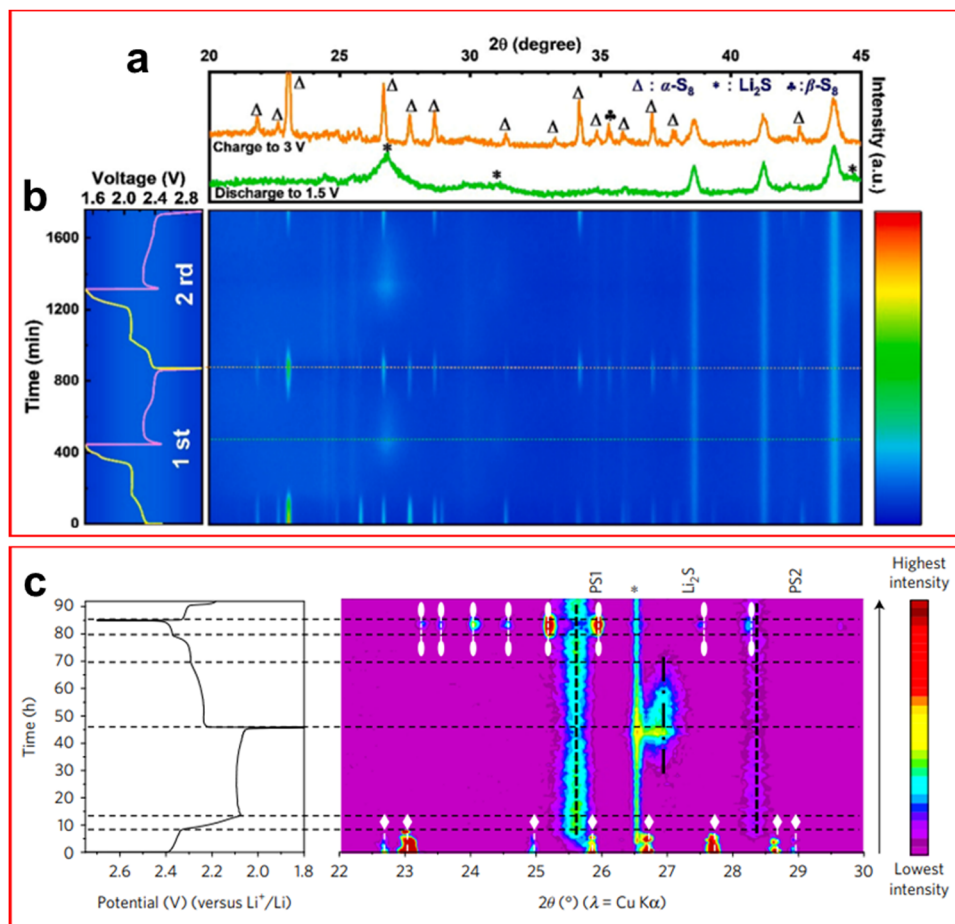 a
2θ (degree)
20 25 30 35 40 45
Δ : α-S₈ * : Li₂S ♣:β-S₈
Δ Δ Δ Δ Δ Δ Δ Δ Δ Δ ♣ Δ Δ Δ Δ
Charge to 3 V
* * *
Discharge to 1.5 V
Intensity (a.u.)
b
Voltage (V)
1.6 2.0 2.4 2.8
Time (min)
1600
1200
800
400
0
2 rd
1 st
c
PS1 * Li₂S PS2
Highest
intensity
Time (h)
90
80
70
60
50
40
30
20
10
0
2.6 2.4 2.2 2.0 1.8
Potential (V) (versus Li⁺/Li)
22 23 24 25 26 27 28 29 30
2θ (°) (λ = Cu Kα)
Lowest
intensity